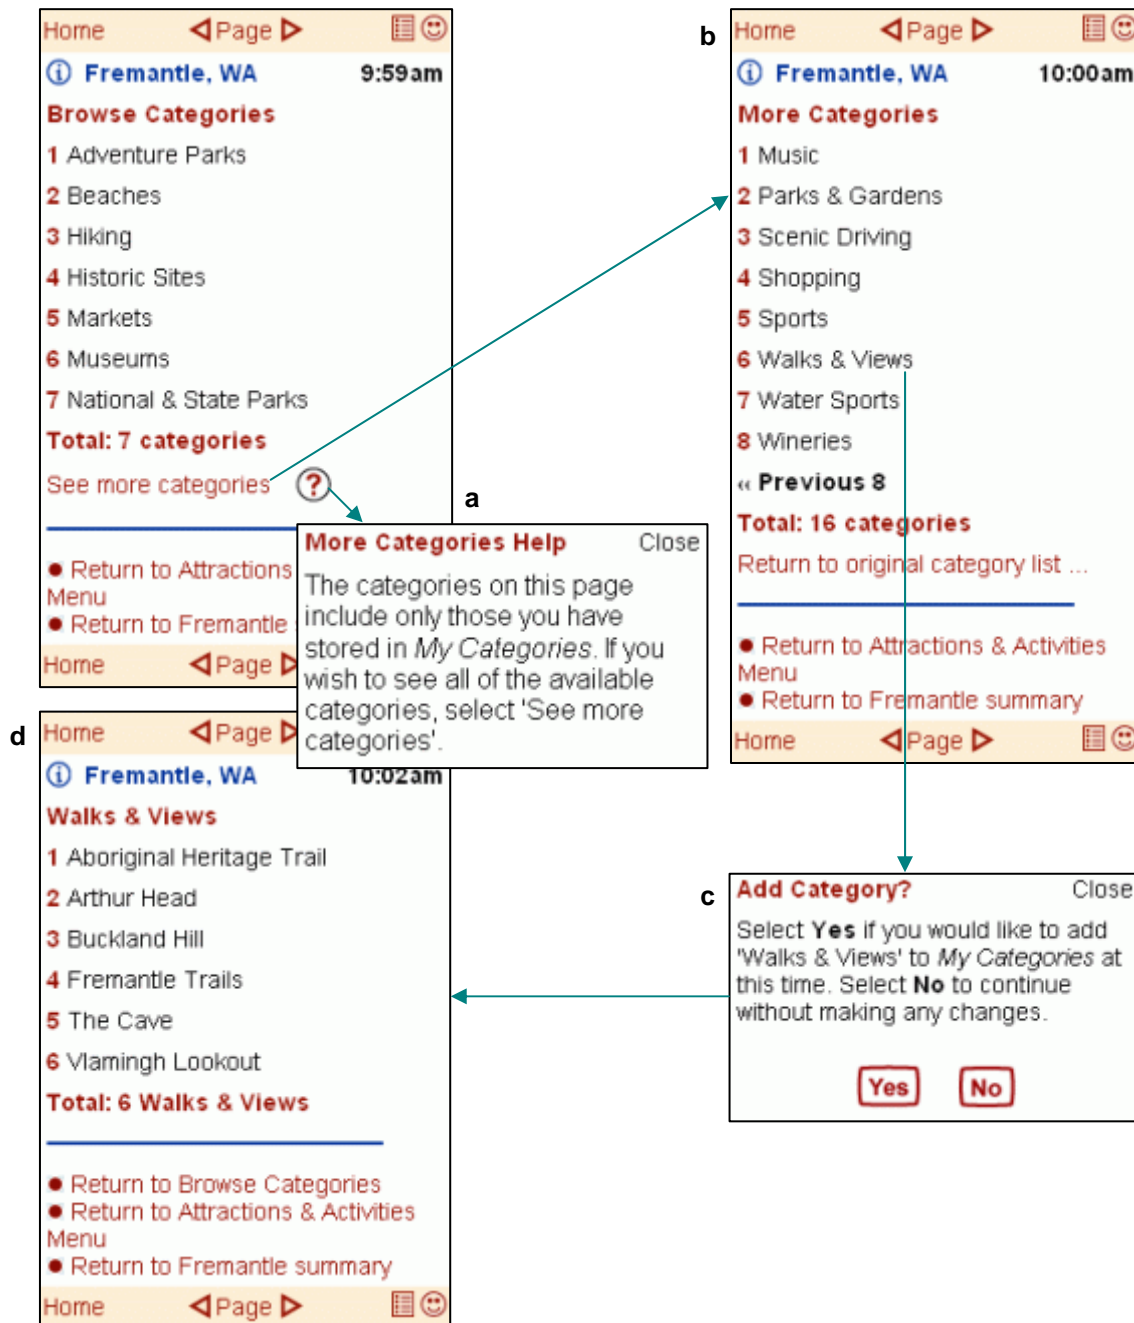 Home Page
Fremantle, WA 9:59am
Browse Categories
1 Adventure Parks
2 Beaches
3 Hiking
4 Historic Sites
5 Markets
6 Museums
7 National & State Parks
Total: 7 categories
See more categories ?
Return to Attractions
Menu
Return to Fremantle
Home Page
a
More Categories Help Close
The categories on this page
include only those you have
stored in My Categories. If you
wish to see all of the available
categories, select 'See more
categories'.
b
Home Page
Fremantle, WA 10:00am
More Categories
1 Music
2 Parks & Gardens
3 Scenic Driving
4 Shopping
5 Sports
6 Walks & Views
7 Water Sports
8 Wineries
‹‹ Previous 8
Total: 16 categories
Return to original category list ...
Return to Attractions & Activities
Menu
Return to Fremantle summary
Home Page
c
Add Category? Close
Select Yes if you would like to add
'Walks & Views' to My Categories at
this time. Select No to continue
without making any changes.
Yes No
d
Home Page
Fremantle, WA 10:02am
Walks & Views
1 Aboriginal Heritage Trail
2 Arthur Head
3 Buckland Hill
4 Fremantle Trails
5 The Cave
6 Vlamingh Lookout
Total: 6 Walks & Views
Return to Browse Categories
Return to Attractions & Activities
Menu
Return to Fremantle summary
Home Page